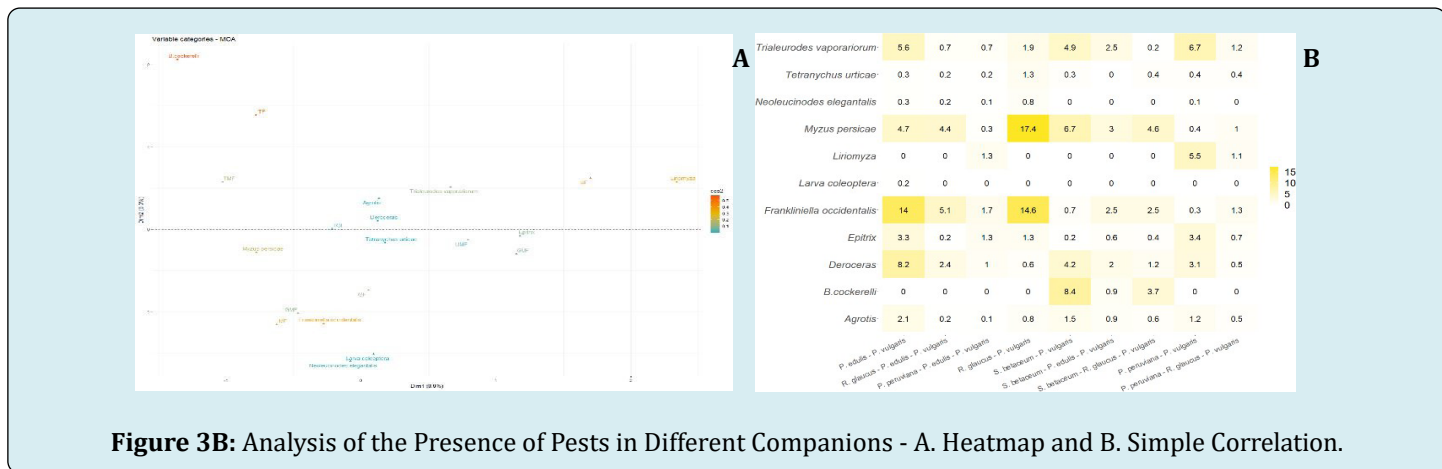 Variable categories - MCA
B.cockerelli
TP
TMP
Trialeurodes vaporariorum
Liriomyza
Agrotis
Deroceras
Tetranychus urticae
Epitrix
Myzus persicae
GUP
Frankliniella occidentalis
Larva coleoptera
Neoleucinodes elegantalis
-1
0
1
2
cos2
A
B
Trialeurodes vaporariorum 5.6 0.7 0.7 1.9 4.9 2.5 0.2 6.7 1.2
Tetranychus urticae 0.3 0.2 0.2 1.3 0.3 0 0.4 0.4 0.4
Neoleucinodes elegantalis 0.3 0.2 0.1 0.8 0 0 0 0.1 0
Myzus persicae 4.7 4.4 0.3 17.4 6.7 3 4.6 0.4 1
Liriomyza 0 0 1.3 0 0 0 0 5.5 1.1
Larva coleoptera 0.2 0 0 0 0 0 0 0 0
Frankliniella occidentalis 14 5.1 1.7 14.6 0.7 2.5 2.5 0.3 1.3
Epitrix 3.3 0.2 1.3 1.3 0.2 0.6 0.4 3.4 0.7
Deroceras 8.2 2.4 1 0.6 4.2 2 1.2 3.1 0.5
B.cockerelli 0 0 0 0 8.4 0.9 3.7 0 0
Agrotis 2.1 0.2 0.1 0.8 1.5 0.9 0.6 1.2 0.5
P. edulis - P. vulgaris
R. glaucus - P. edulis - P. vulgaris
P. peruviana - P. edulis - P. vulgaris
R. glaucus - P. vulgaris
S. betaceum - P. vulgaris
S. betaceum - P. edulis - P. vulgaris
S. betaceum - R. glaucus - P. vulgaris
P. peruviana - P. vulgaris
P. peruviana - R. glaucus - P. vulgaris
15
10
5
0
Figure 3B: Analysis of the Presence of Pests in Different Companions - A. Heatmap and B. Simple Correlation.